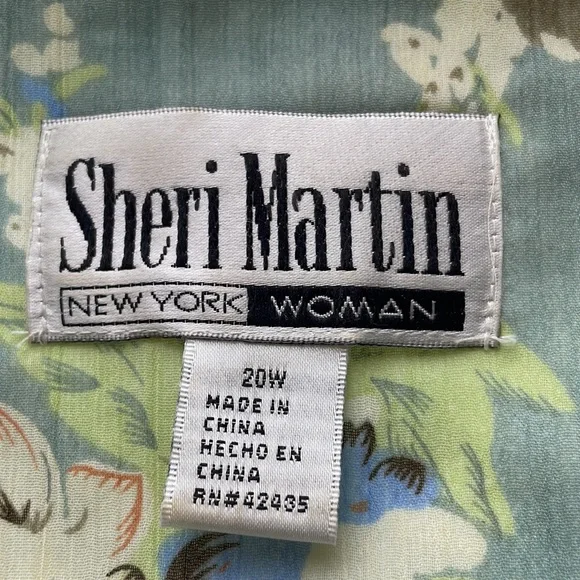 Sheri Martin
NEW YORK WOMAN
20W
MADE IN
CHINA
HECHO EN
CHINA
RN#42435